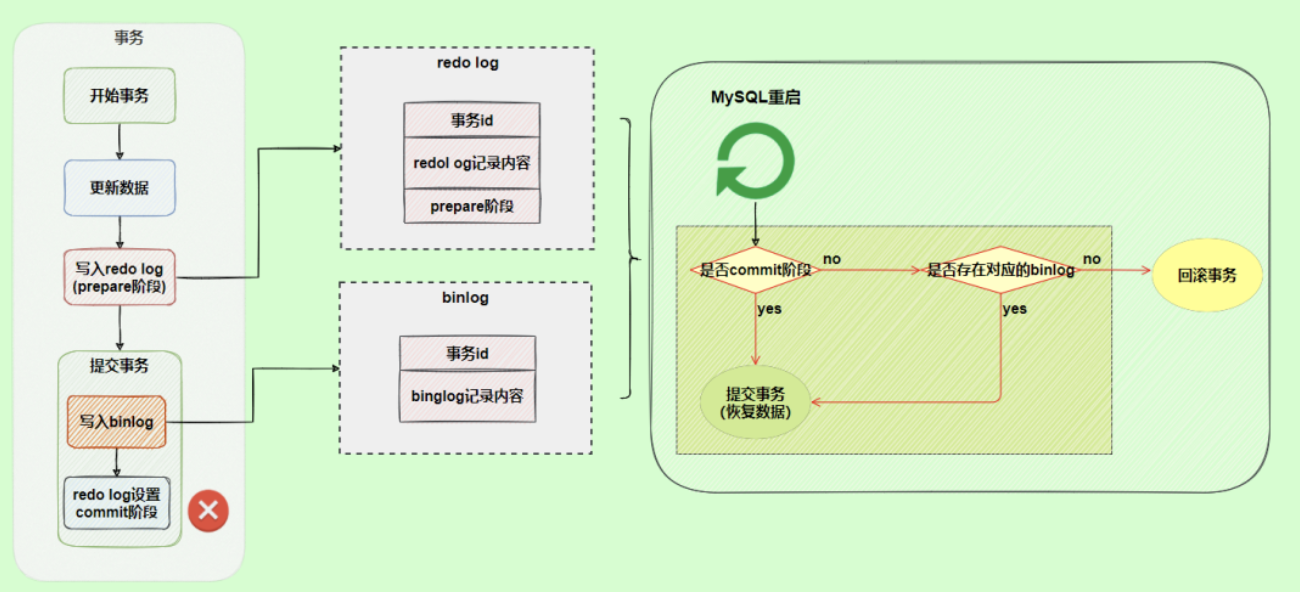 事务
开始事务
更新数据
写入redo log
(prepare阶段)
提交事务
写入binlog
redo log设置
commit阶段
redo log
事务id
redol og记录内容
prepare阶段
binlog
事务id
binglog记录内容
MySQL重启
是否commit阶段
no
是否存在对应的binlog
no
回滚事务
yes
yes
提交事务
(恢复数据)